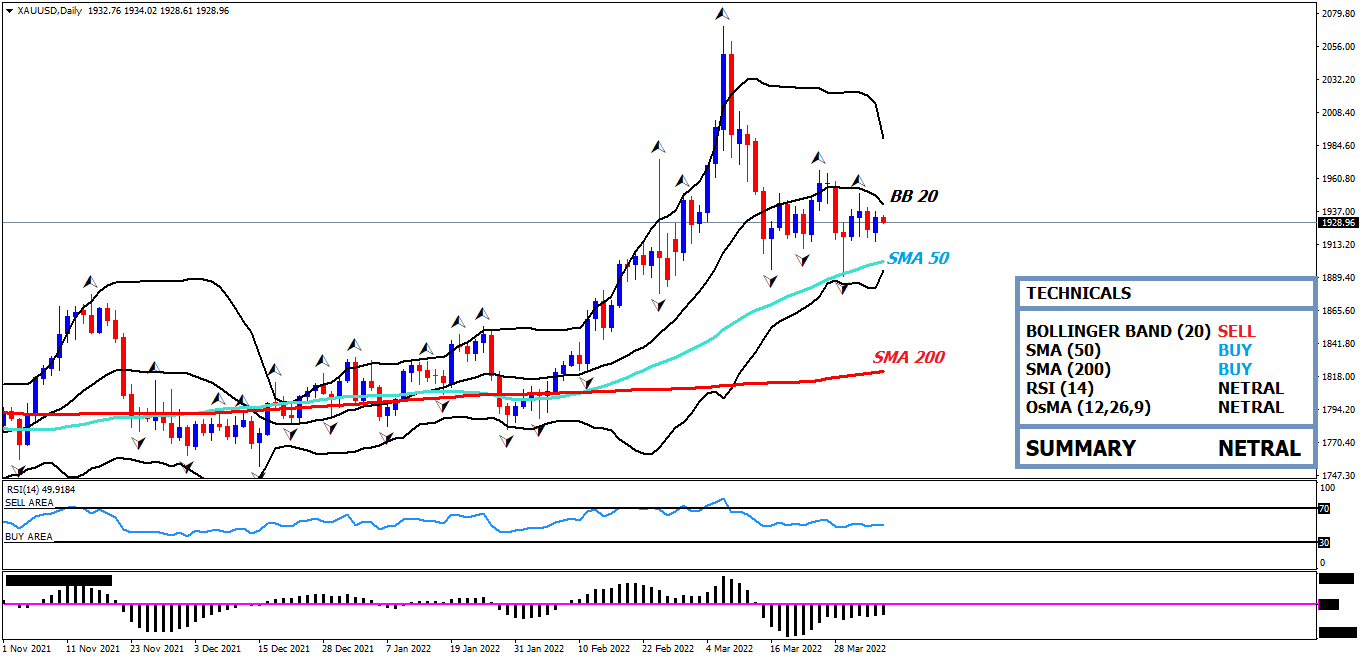 XAUUSD,Daily 1932.76 1934.02 1928.61 1928.96
2079.80
2056.00
2032.20
2008.40
1984.60
1960.80
1937.00
1928.96
1913.20
1889.40
1865.60
1841.80
1818.00
1794.20
1770.40
1747.30
BB 20
SMA 50
SMA 200
TECHNICALS
BOLLINGER BAND (20) SELL
SMA (50) BUY
SMA (200) BUY
RSI (14) NETRAL
OsMA (12,26,9) NETRAL
SUMMARY NETRAL
RSI(14) 49.9184
SELL AREA
BUY AREA
100
70
30
0
1 Nov 2021 11 Nov 2021 23 Nov 2021 3 Dec 2021 15 Dec 2021 28 Dec 2021 7 Jan 2022 19 Jan 2022 31 Jan 2022 10 Feb 2022 22 Feb 2022 4 Mar 2022 16 Mar 2022 28 Mar 2022